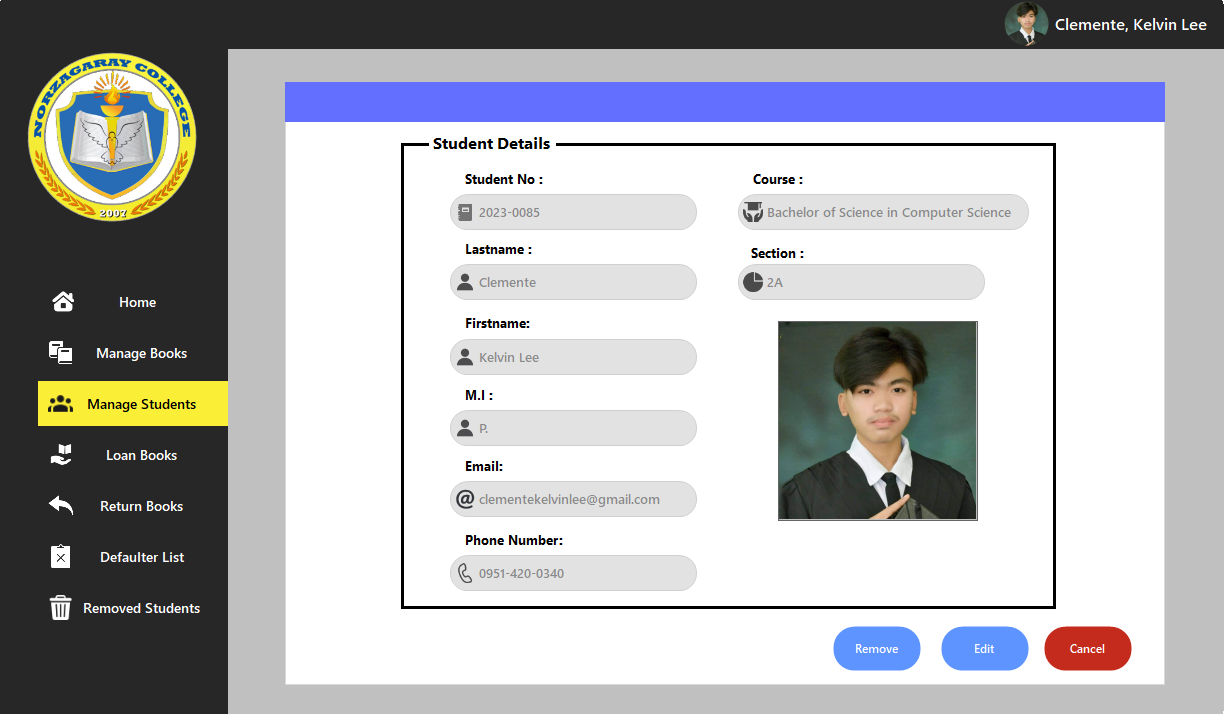 Clemente, Kelvin Lee
NORZAGARAY COLLEGE
2007
Home
Manage Books
Manage Students
Loan Books
Return Books
Defaulter List
Removed Students
Student Details
Student No :
2023-0085
Lastname :
Clemente
Firstname:
Kelvin Lee
M.I :
P.
Email:
clementekelvinlee@gmail.com
Phone Number:
0951-420-0340
Course :
Bachelor of Science in Computer Science
Section :
2A
Remove
Edit
Cancel